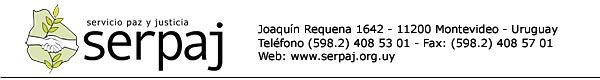 servicio paz y justicia
serpaj
Joaquín Requena 1642 - 11200 Montevideo - Uruguay
Teléfono (598.2) 408 53 01 - Fax: (598.2) 408 57 01
Web: www.serpaj.org.uy